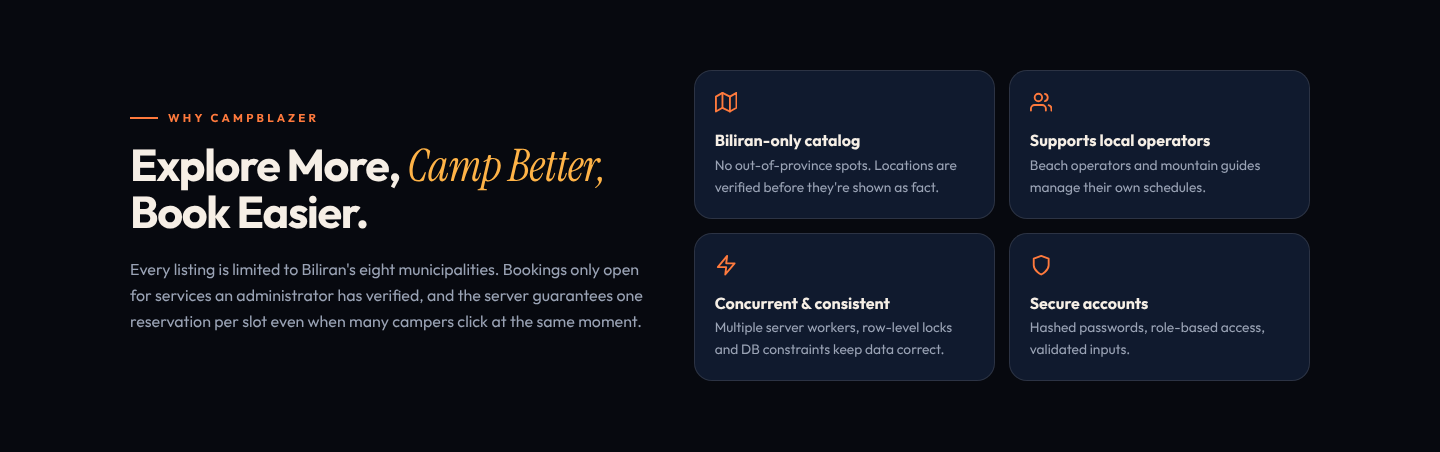 WHY CAMPBLAZER
Explore More, Camp Better,
Book Easier.
Every listing is limited to Biliran's eight municipalities. Bookings only open
for services an administrator has verified, and the server guarantees one
reservation per slot even when many campers click at the same moment.
Biliran-only catalog
No out-of-province spots. Locations are
verified before they're shown as fact.
Supports local operators
Beach operators and mountain guides
manage their own schedules.
Concurrent & consistent
Multiple server workers, row-level locks
and DB constraints keep data correct.
Secure accounts
Hashed passwords, role-based access,
validated inputs.